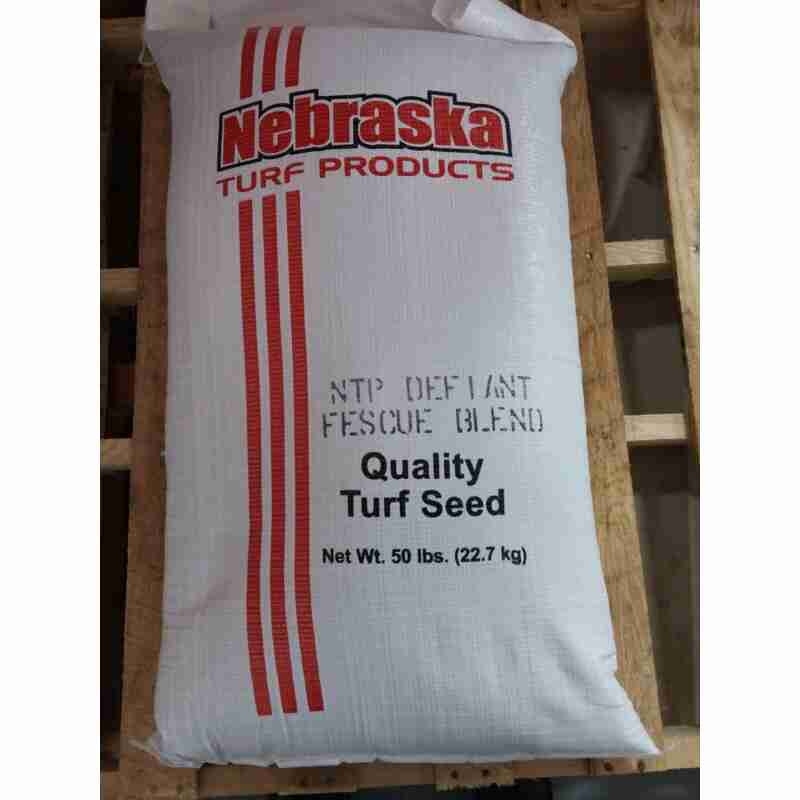 Nebraska
TURF PRODUCTS
NTP DEFIANT
FESCUE BLEND
Quality
Turf Seed
Net Wt. 50 lbs. (22.7 kg)